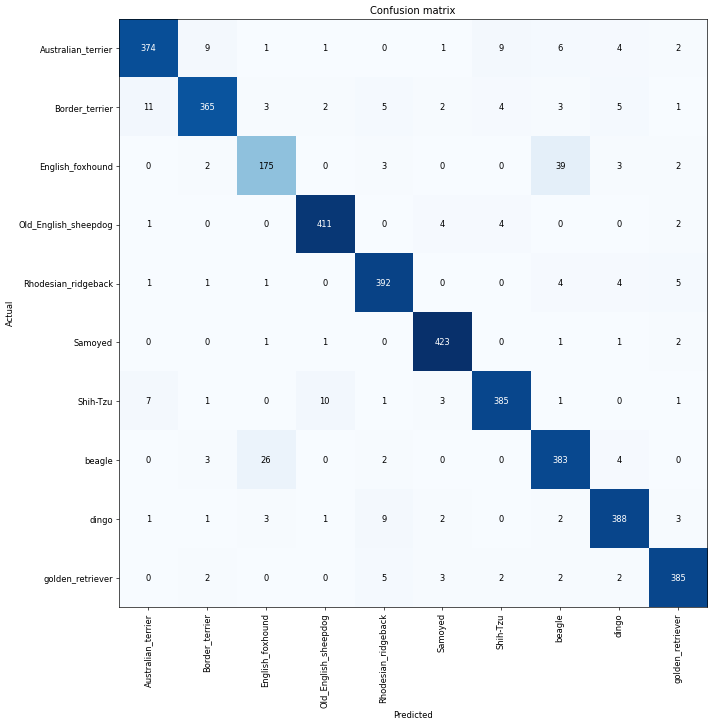 Confusion matrix
Australian_terrier 374 9 1 1 0 1 9 6 4 2
Border_terrier 11 365 3 2 5 2 4 3 5 1
English_foxhound 0 2 175 0 3 0 0 39 3 2
Old_English_sheepdog 1 0 0 411 0 4 4 0 0 2
Rhodesian_ridgeback 1 1 1 0 392 0 0 4 4 5
Samoyed 0 0 1 1 0 423 0 1 1 2
Shih-Tzu 7 1 0 10 1 3 385 1 0 1
beagle 0 3 26 0 2 0 0 383 4 0
dingo 1 1 3 1 9 2 0 2 388 3
golden_retriever 0 2 0 0 5 3 2 2 2 385
Actual
Australian_terrier
Border_terrier
English_foxhound
Old_English_sheepdog
Rhodesian_ridgeback
Samoyed
Shih-Tzu
beagle
dingo
golden_retriever
Predicted